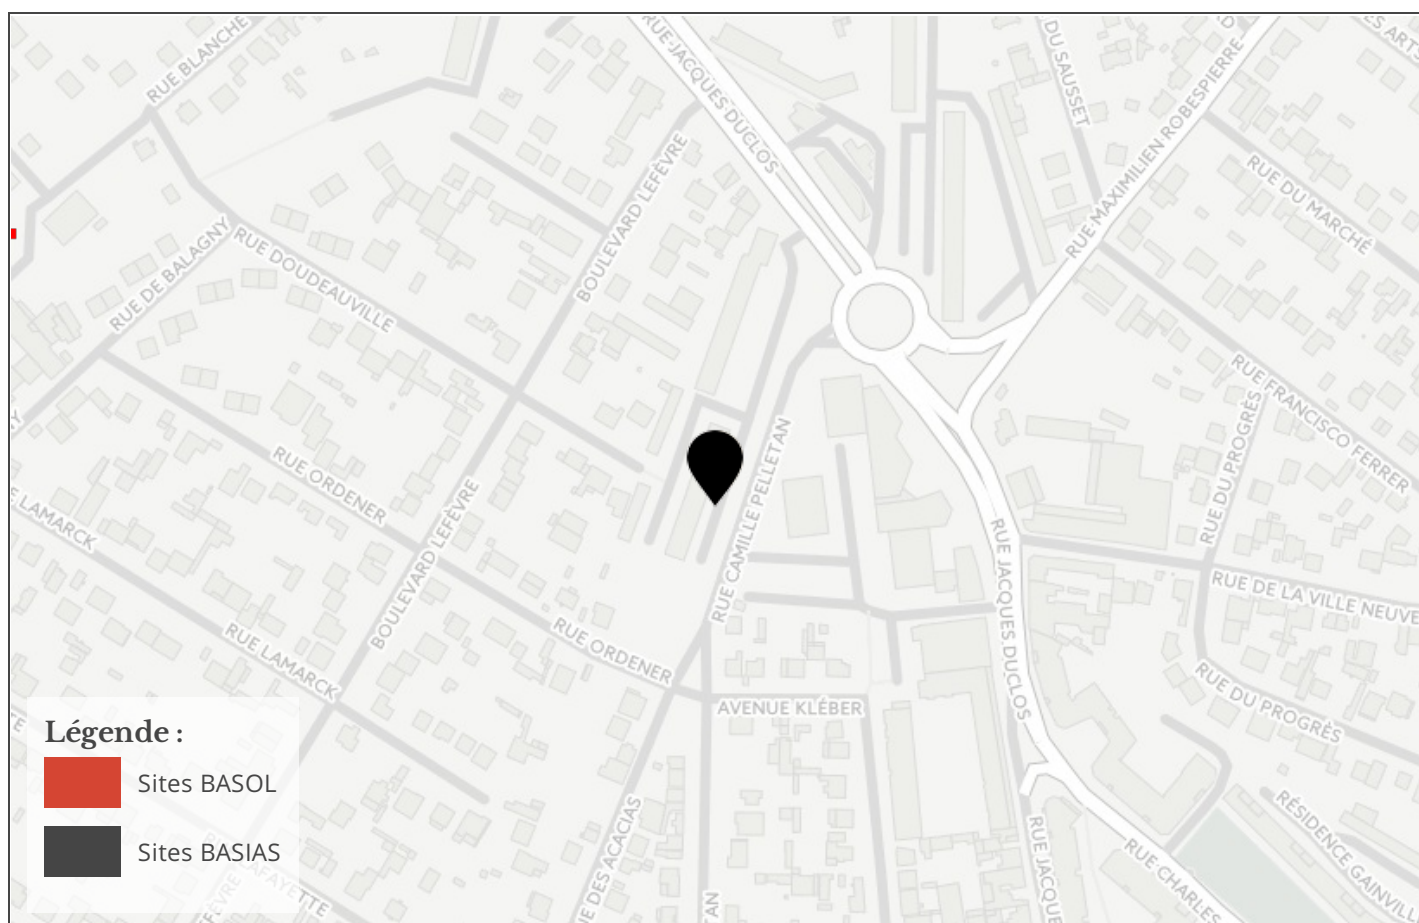 RUE BLANCHE
RUE JACQUES DUCLOS
DU SAUSSET
RUE MAXIMILIEN ROBESPIERRE
RUE DU MARCHÉ
BOULEVARD LEFÈVRE
RUE DE BALAGNY
RUE DOUDEAUVILLE
RUE FRANCISCO FERRER
RUE DU PROGRÈS
RUE CAMILLE PELLETAN
RUE ORDENER
LAMARCK
BOULEVARD LEFÈVRE
RUE JACQUES DUCLOS
RUE DE LA VILLE NEUVE
RUE ORDENER
RUE LAMARCK
AVENUE KLÉBER
RUE DU PROGRÈS
Légende :
Sites BASOL
Sites BASIAS
DES ACACIAS
RÉSIDENCE GAINVILL
RUE JACQUE
RUE CHARLES
LAFAYETTE